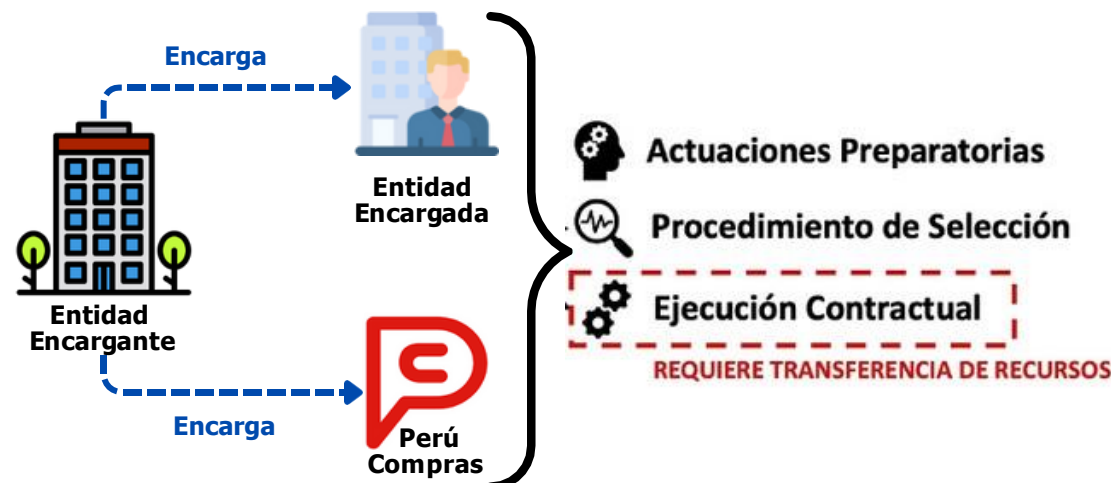 Encarga
Entidad
Encargada
Entidad
Encargante
Encarga
Perú
Compras
Actuaciones Preparatorias
Procedimiento de Selección
Ejecución Contractual
REQUIERE TRANSFERENCIA DE RECURSOS